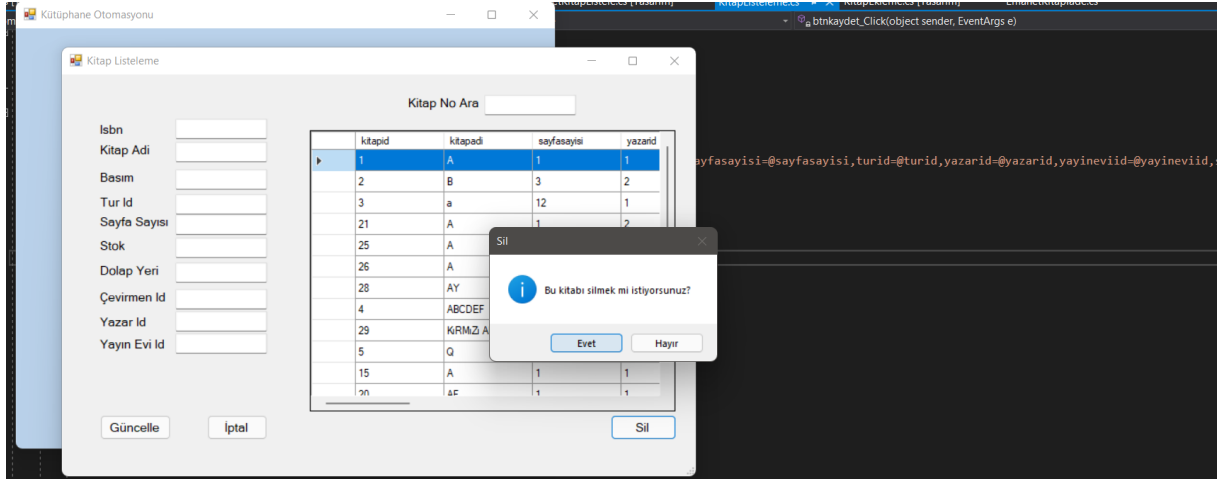 Kütüphane Otomasyonu
KitapListeleme.cs
btnkaydet_Click(object sender, EventArgs e)
Kitap Listeleme
Kitap No Ara
Isbn
Kitap Adi
Basım
Tur Id
Sayfa Sayısı
Stok
Dolap Yeri
Çevirmen Id
Yazar Id
Yayın Evi Id
kitapid kitapadi sayfasayisi yazarid
1 A 1 1
2 B 3 2
3 a 12 1
21 A 1 2
25 A
26 A
28 AY
4 ABCDEF
29 KıRMıZı A
5 Q
15 A 1 1
20 AF 1 1
Sil
Bu kitabı silmek mi istiyorsunuz?
Evet Hayır
Güncelle İptal Sil
ayfasayisi=@sayfasayisi,turid=@turid,yazarid=@yazarid,yayineviid=@yayineviid,